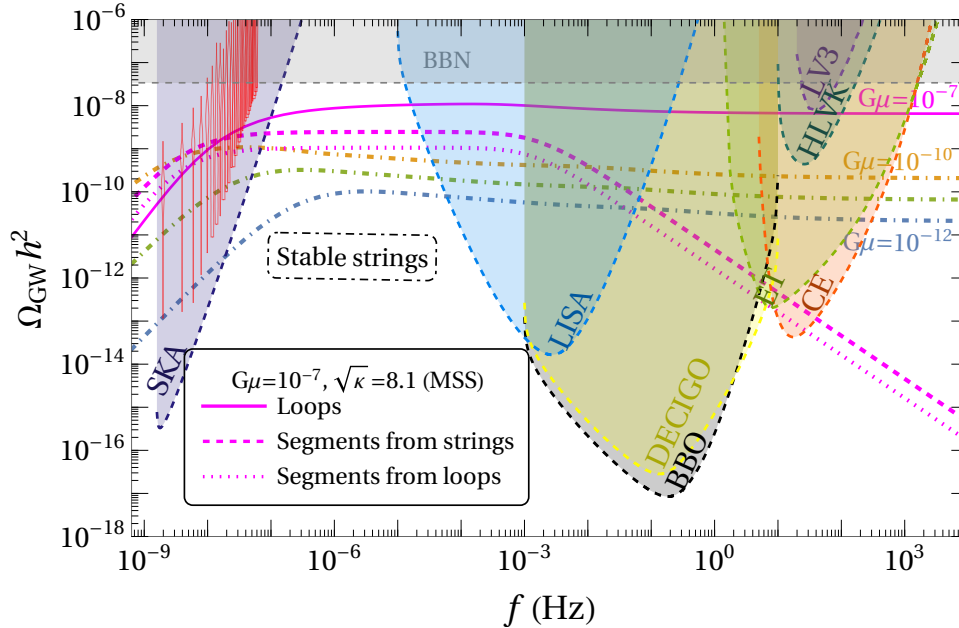 10⁻⁶
10⁻⁸
10⁻¹⁰
10⁻¹²
10⁻¹⁴
10⁻¹⁶
10⁻¹⁸
Ω_GW h²
BBN
LV3
HLVK
Gμ=10⁻⁷
Gμ=10⁻¹⁰
Gμ=10⁻¹²
Stable strings
SKA
LISA
DECIGO
BBO
ET
CE
Gμ=10⁻⁷, √κ =8.1 (MSS)
Loops
Segments from strings
Segments from loops
10⁻⁹ 10⁻⁶ 10⁻³ 10⁰ 10³
f (Hz)